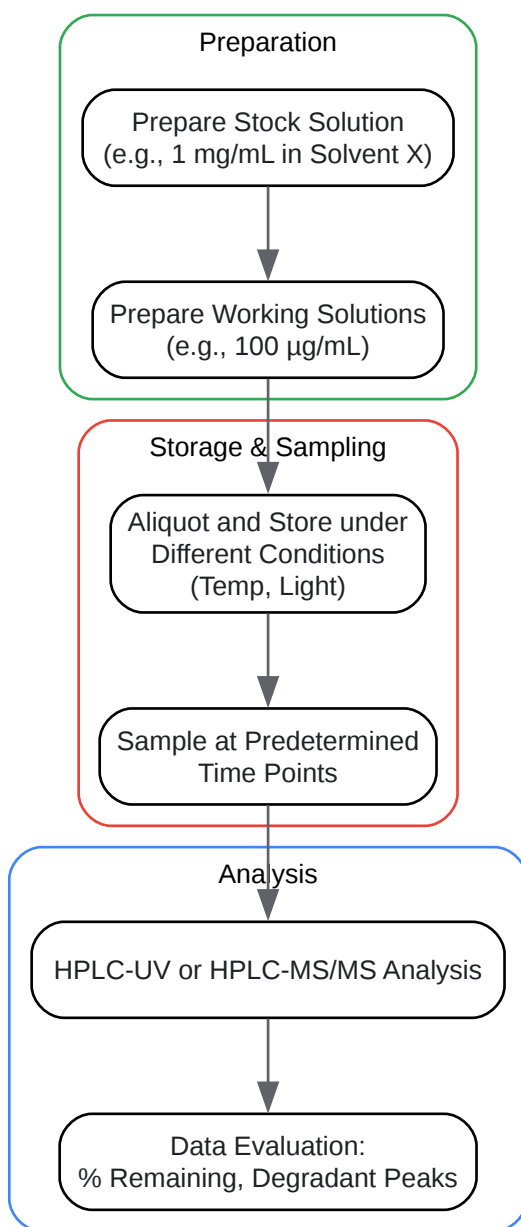 Preparation
Prepare Stock Solution
(e.g., 1 mg/mL in Solvent X)
Prepare Working Solutions
(e.g., 100 µg/mL)
Storage & Sampling
Aliquot and Store under
Different Conditions
(Temp, Light)
Sample at Predetermined
Time Points
Analysis
HPLC-UV or HPLC-MS/MS Analysis
Data Evaluation:
% Remaining, Degradant Peaks